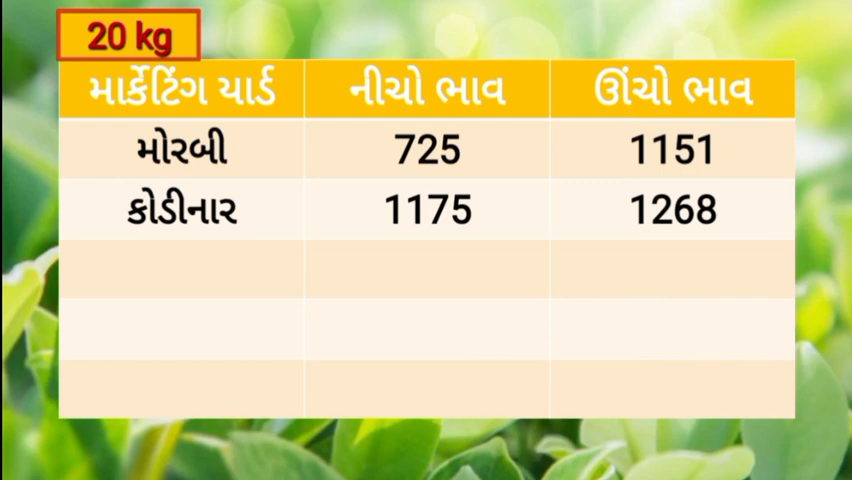 20 kg
માર્કેટિંગ યાર્ડ નીચો ભાવ ઊંચો ભાવ
મોરબી 725 1151
કોડીનાર 1175 1268